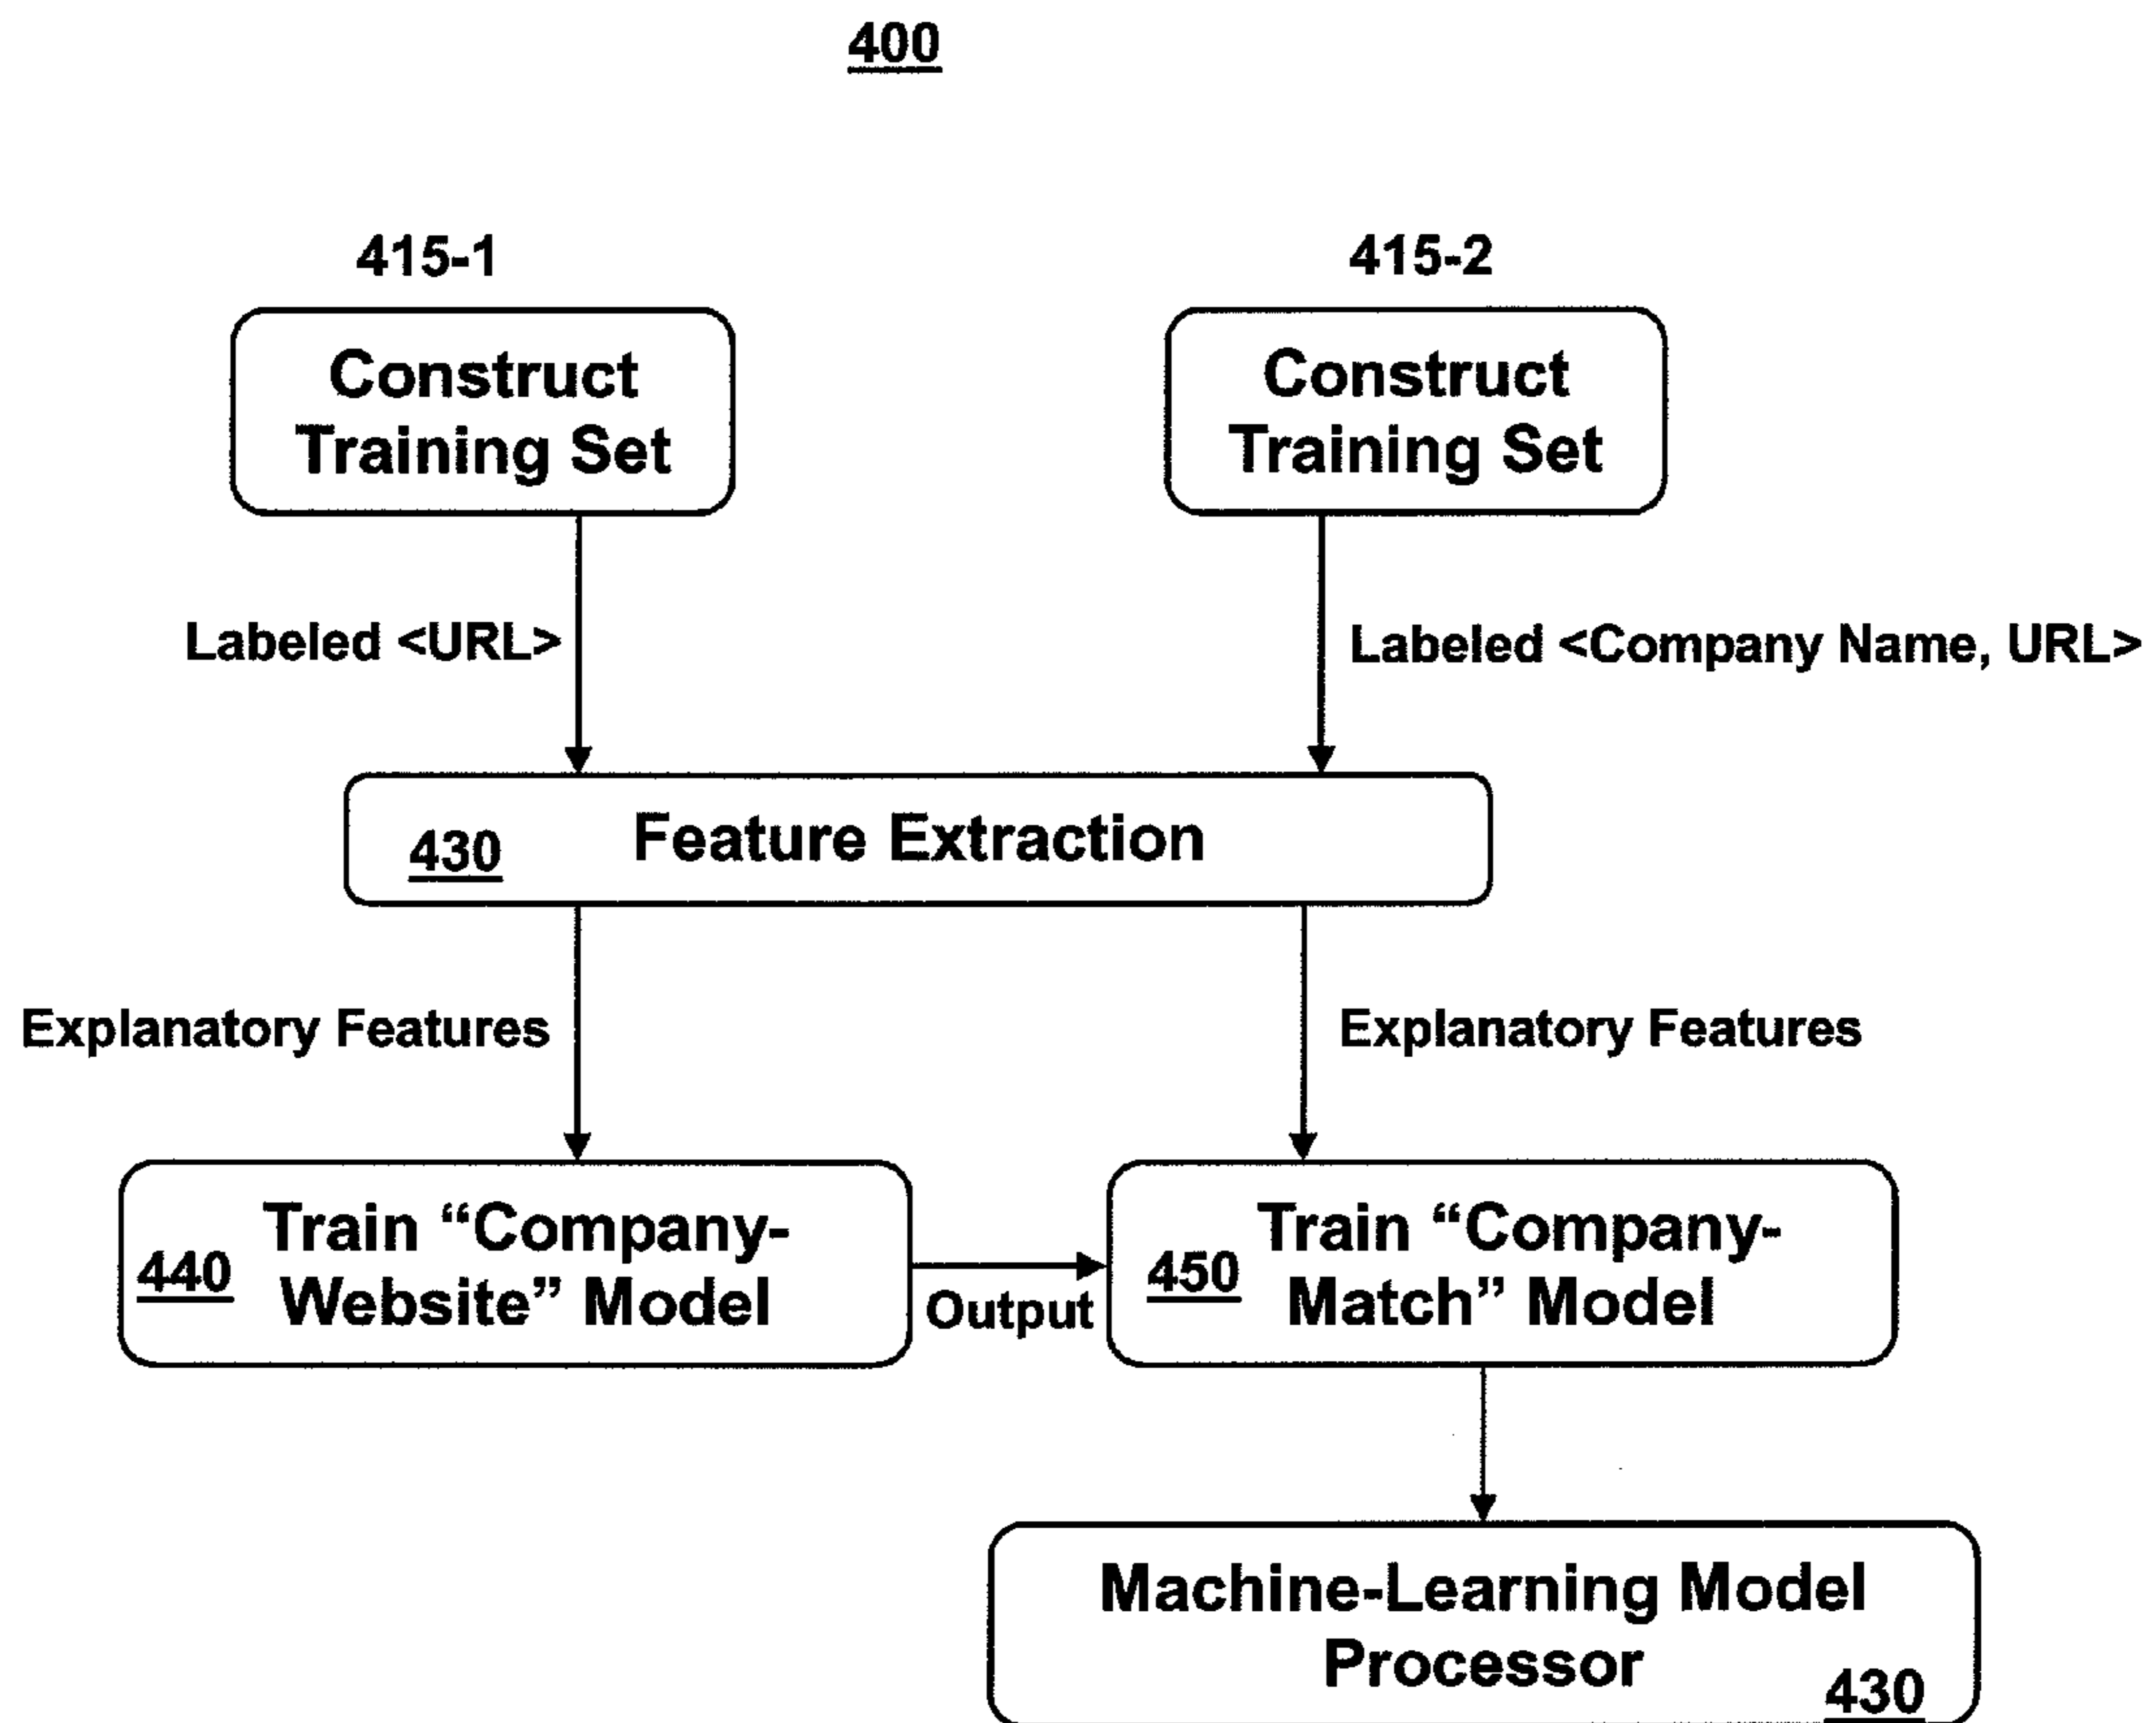 400
415-1
415-2
Construct
Training Set
Construct
Training Set
Labeled <URL>
Labeled <Company Name, URL>
430
Feature Extraction
Explanatory Features
Explanatory Features
440
Train “Company-
Website” Model
Output
450
Train “Company-
Match” Model
Machine-Learning Model
Processor
430